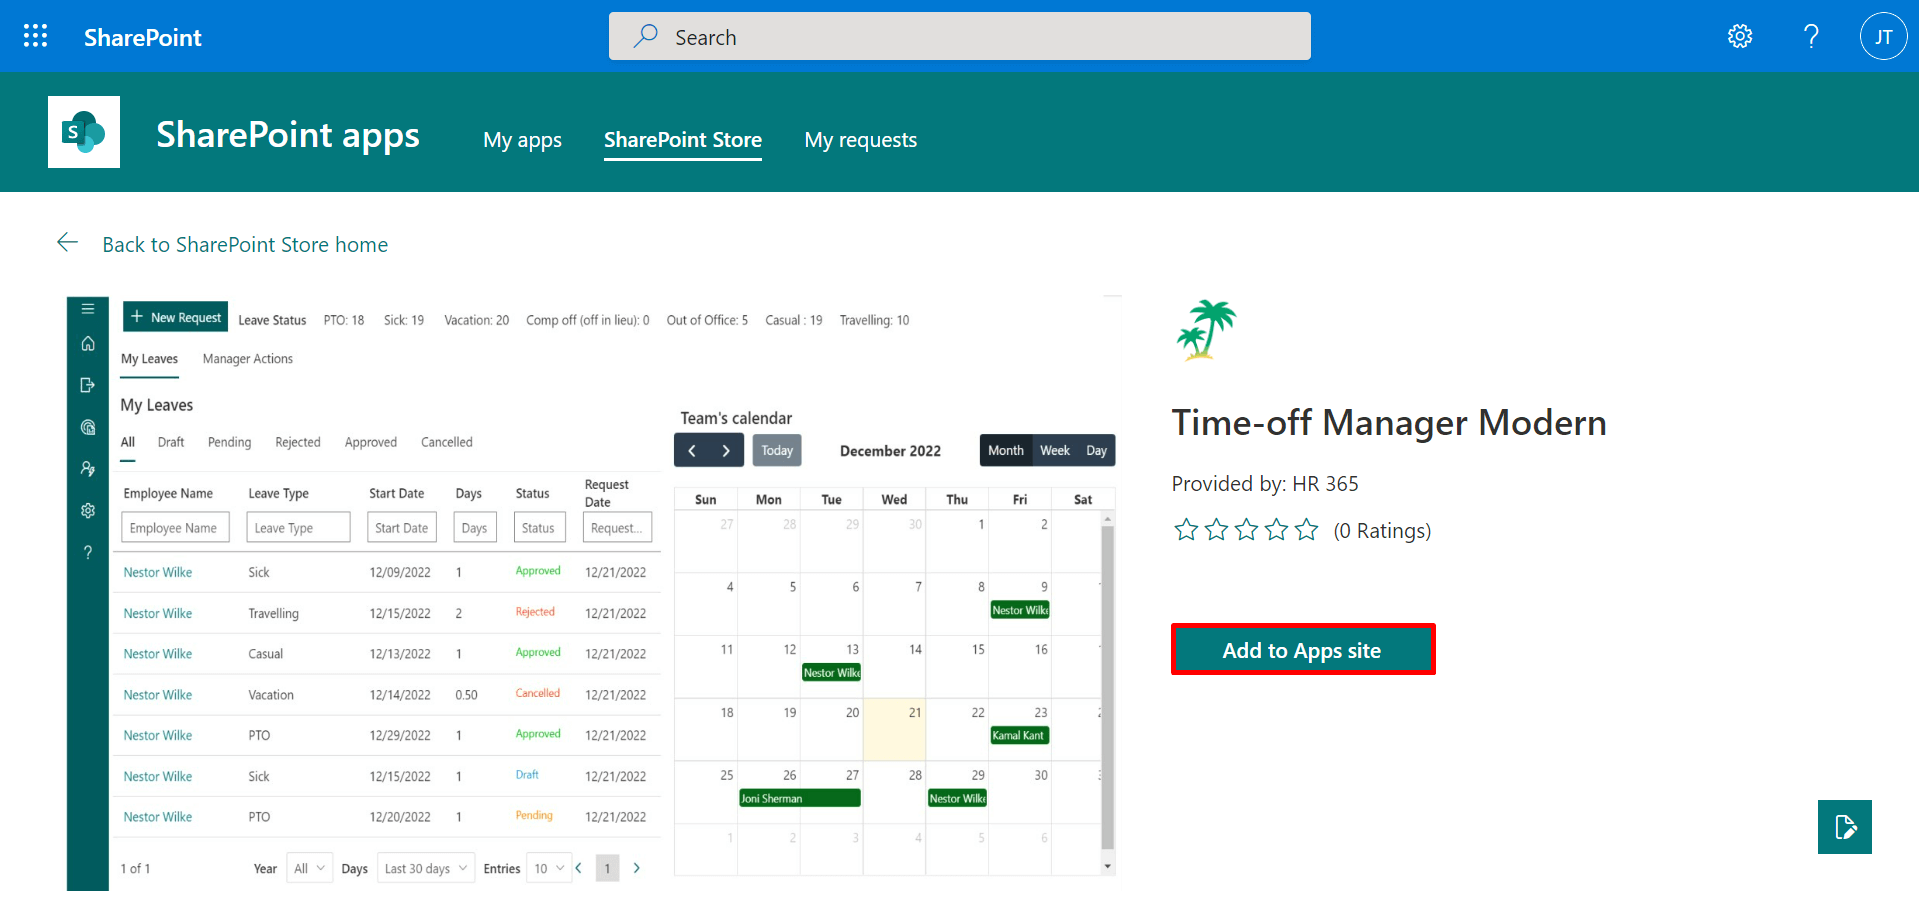 SharePoint
Search
JT
S
SharePoint apps
My apps
SharePoint Store
My requests
Back to SharePoint Store home
+ New Request
Leave Status PTO: 18 Sick: 19 Vacation: 20 Comp off (off in lieu): 0 Out of Office: 5 Casual : 19 Travelling: 10
My Leaves Manager Actions
My Leaves
All Draft Pending Rejected Approved Cancelled
Employee Name Leave Type Start Date Days Status Request Date
Employee Name Leave Type Start Date Days Status Request...
Nestor Wilke Sick 12/09/2022 1 Approved 12/21/2022
Nestor Wilke Travelling 12/15/2022 2 Rejected 12/21/2022
Nestor Wilke Casual 12/13/2022 1 Approved 12/21/2022
Nestor Wilke Vacation 12/14/2022 0.50 Cancelled 12/21/2022
Nestor Wilke PTO 12/29/2022 1 Approved 12/21/2022
Nestor Wilke Sick 12/15/2022 1 Draft 12/21/2022
Nestor Wilke PTO 12/20/2022 1 Pending 12/21/2022
1 of 1 Year All Days Last 30 days Entries 10 1
Team's calendar
Today December 2022 Month Week Day
Sun Mon Tue Wed Thu Fri Sat
27 28 29 30 1 2
4 5 6 7 8 9
Nestor Wilke
11 12 13 14 15 16
Nestor Wilke
18 19 20 21 22 23
Kamal Kant
25 26 27 28 29 30
Joni Sherman Nestor Wilke
1 2 3 4 5 6
Time-off Manager Modern
Provided by: HR 365
(0 Ratings)
Add to Apps site